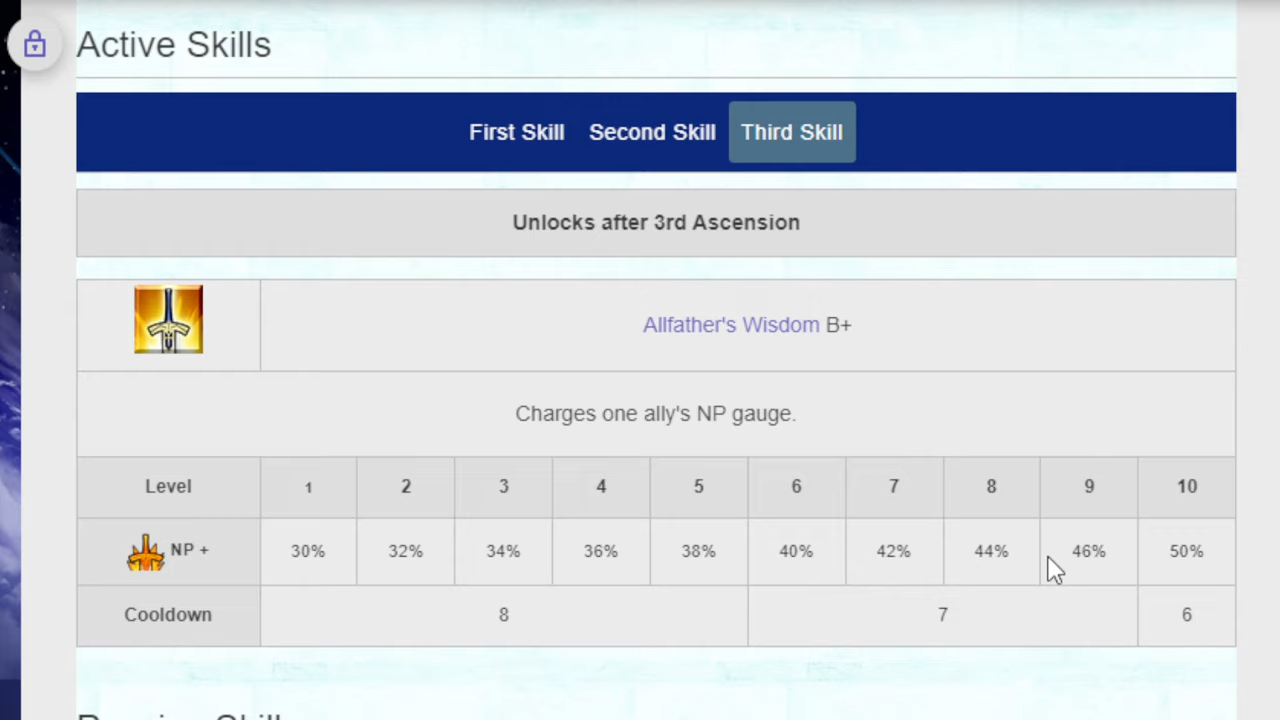 Active Skills
First Skill Second Skill Third Skill
Unlocks after 3rd Ascension
Allfather's Wisdom B+
Charges one ally's NP gauge.
Level 1 2 3 4 5 6 7 8 9 10
NP + 30% 32% 34% 36% 38% 40% 42% 44% 46% 50%
Cooldown 8 7 6